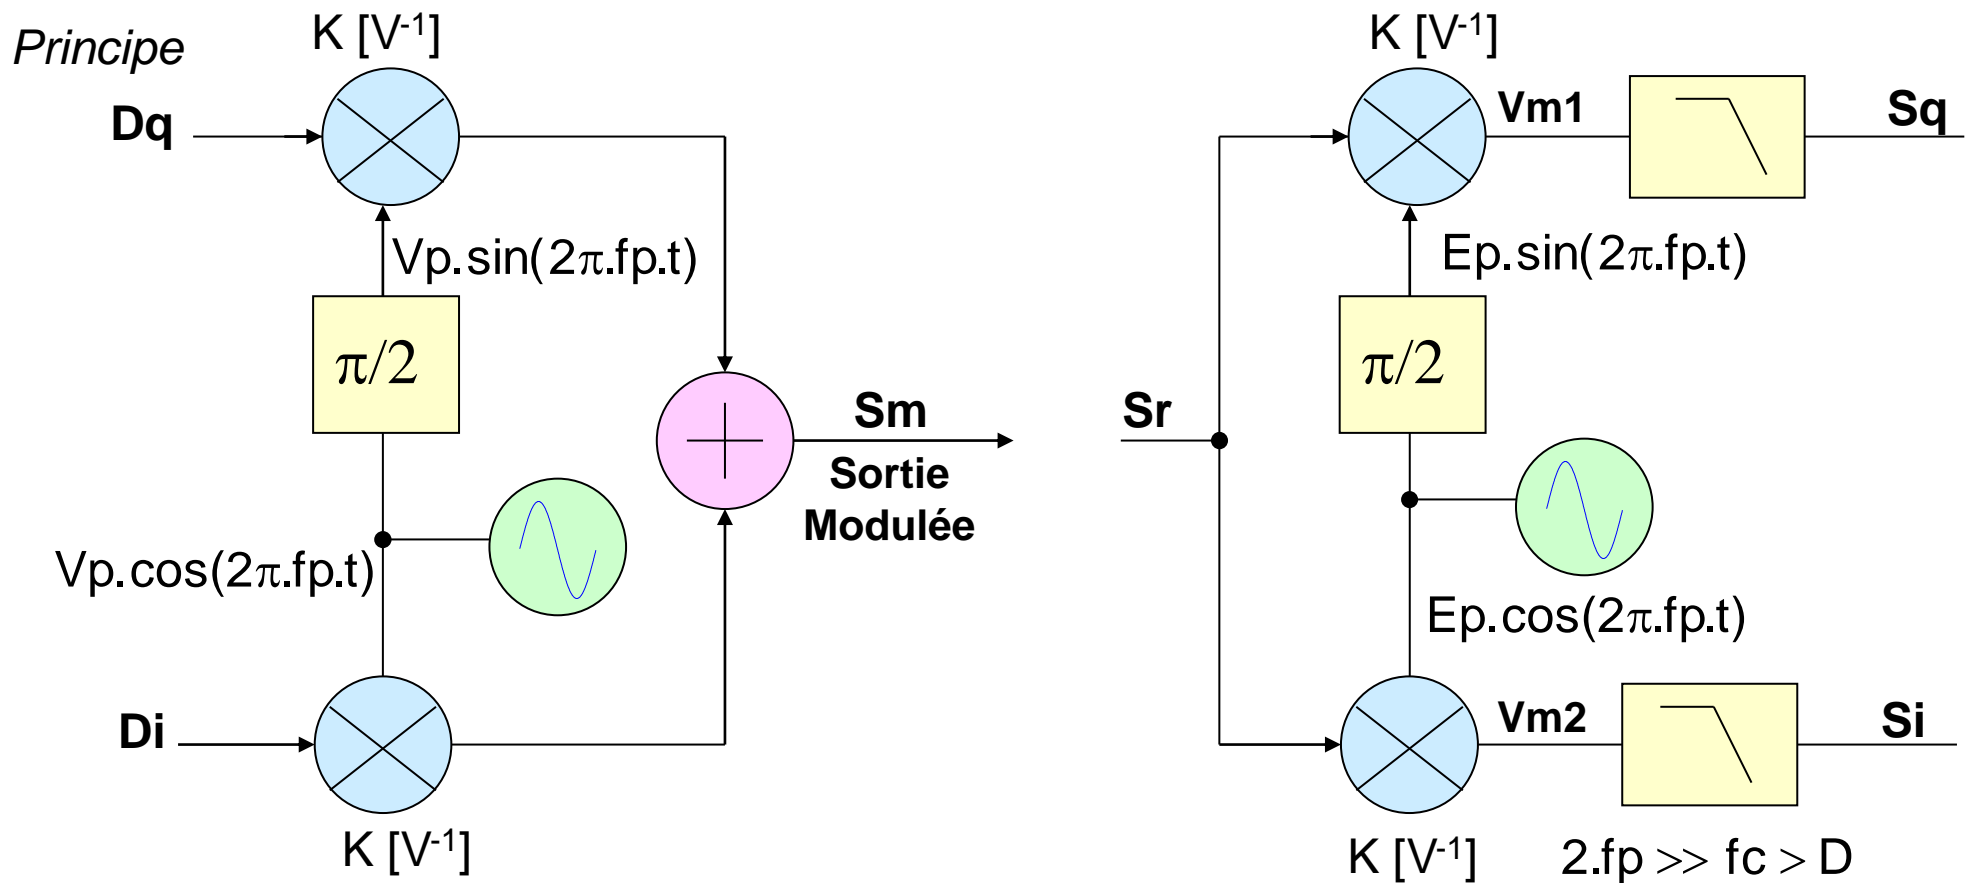 Principe
K [V-1]
Dq
Vp.sin(2π.fp.t)
π/2
Vp.cos(2π.fp.t)
Di
K [V-1]
Sm
Sortie
Modulée
K [V-1]
Vm1
Sq
Ep.sin(2π.fp.t)
π/2
Sr
Ep.cos(2π.fp.t)
Vm2
Si
K [V-1]
2.fp >> fc > D